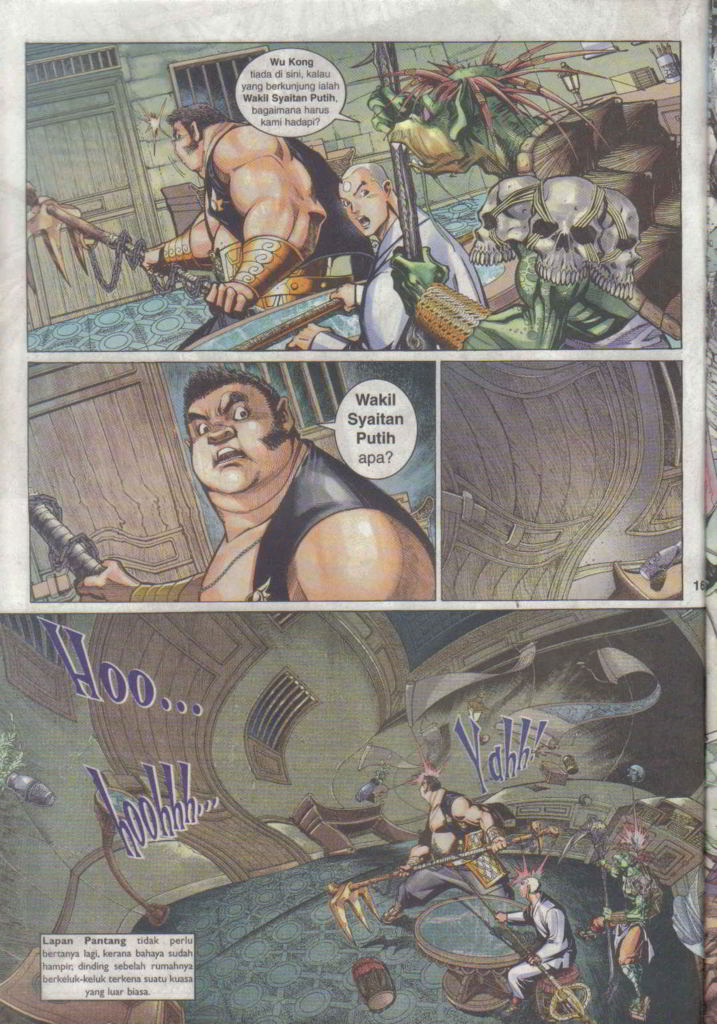 Wu Kong
tiada di sini, kalau
yang berkunjung ialah
Wakil Syaitan Putih,
bagaimana harus
kami hadapi?
Wakil
Syaitan
Putih
apa?
Hoo...
hoohhh...
Yahh!
Lapan Pantang tidak perlu
bertanya lagi, kerana bahaya sudah
hampir, dinding sebelah rumahnya
berkeluk-keluk terkena suatu kuasa
yang luar biasa.